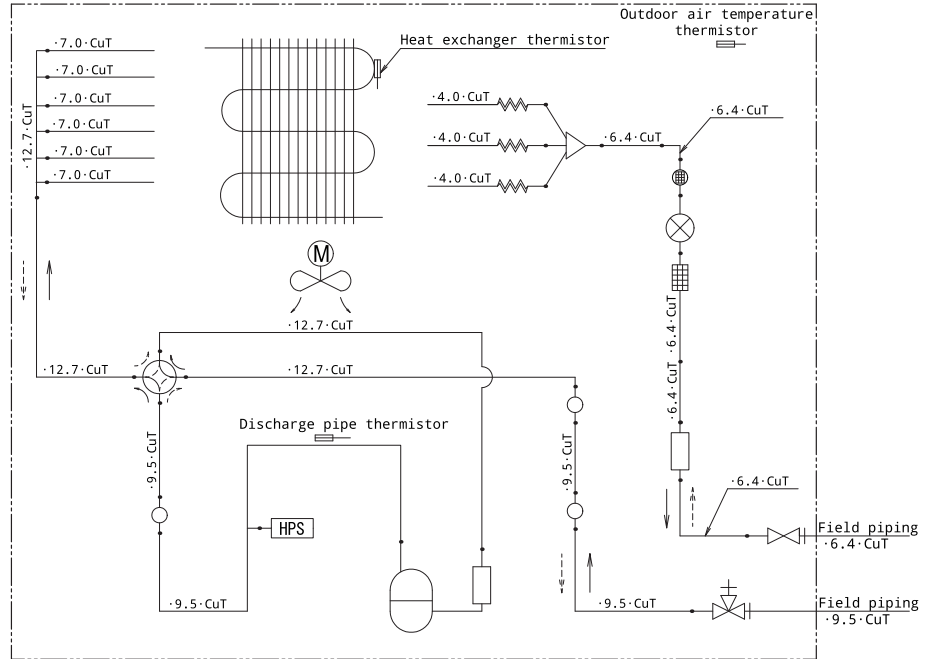 Outdoor air temperature
thermistor
Heat exchanger thermistor
·7.0·CuT
·7.0·CuT
·7.0·CuT
·7.0·CuT
·7.0·CuT
·7.0·CuT
·12.7·CuT
·4.0·CuT
·4.0·CuT
·4.0·CuT
·6.4·CuT
·6.4·CuT
M
·12.7·CuT
·6.4·CuT
·12.7·CuT
·12.7·CuT
·6.4·CuT
Discharge pipe thermistor
·9.5·CuT
·9.5·CuT
·6.4·CuT
HPS
Field piping
·6.4·CuT
·9.5·CuT
·9.5·CuT
Field piping
·9.5·CuT